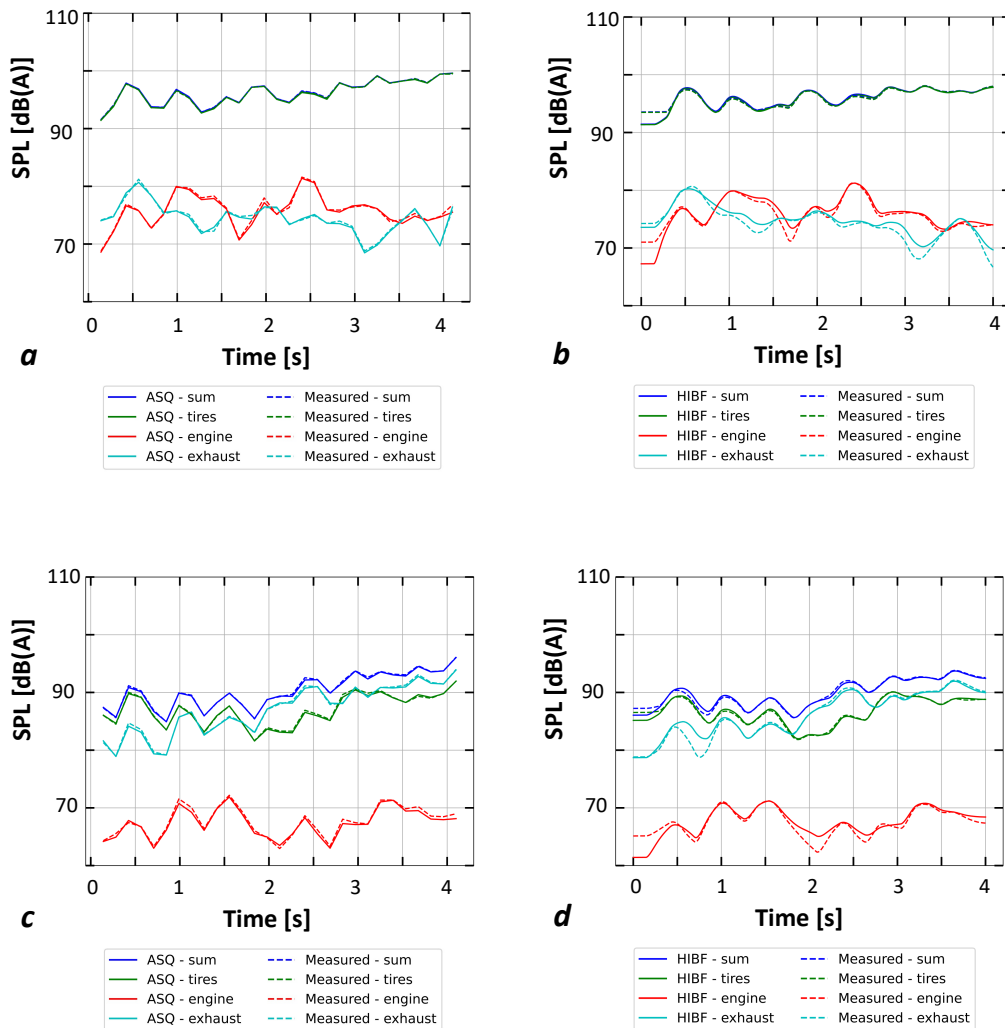 110
90
70
SPL [dB(A)]
0 1 2 3 4
a
Time [s]
ASQ - sum Measured - sum
ASQ - tires Measured - tires
ASQ - engine Measured - engine
ASQ - exhaust Measured - exhaust
110
90
70
SPL [dB(A)]
0 1 2 3 4
b
Time [s]
HIBF - sum Measured - sum
HIBF - tires Measured - tires
HIBF - engine Measured - engine
HIBF - exhaust Measured - exhaust
110
90
70
SPL [dB(A)]
0 1 2 3 4
c
Time [s]
ASQ - sum Measured - sum
ASQ - tires Measured - tires
ASQ - engine Measured - engine
ASQ - exhaust Measured - exhaust
110
90
70
SPL [dB(A)]
0 1 2 3 4
d
Time [s]
HIBF - sum Measured - sum
HIBF - tires Measured - tires
HIBF - engine Measured - engine
HIBF - exhaust Measured - exhaust